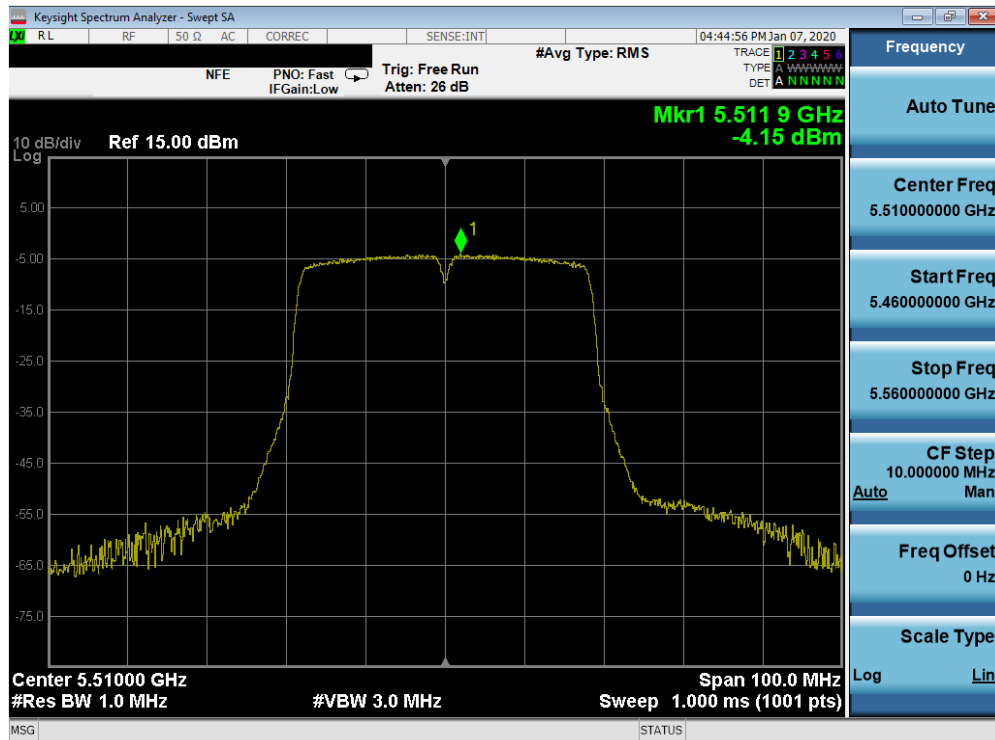 Keysight Spectrum Analyzer - Swept SA
LXI RL RF 50 Ω AC CORREC SENSE:INT 04:44:56 PM Jan 07, 2020
NFE PNO: Fast IFGain:Low Trig: Free Run Atten: 26 dB #Avg Type: RMS
TRACE 1 2 3 4 5 6
TYPE A WWWWW
DET A N N N N N
Mkr1 5.511 9 GHz
-4.15 dBm
10 dB/div Ref 15.00 dBm
Log
1
5.00
-5.00
-15.0
-25.0
-35.0
-45.0
-55.0
-65.0
-75.0
Center 5.51000 GHz Span 100.0 MHz
#Res BW 1.0 MHz #VBW 3.0 MHz Sweep 1.000 ms (1001 pts)
MSG STATUS
Frequency
Auto Tune
Center Freq
5.510000000 GHz
Start Freq
5.460000000 GHz
Stop Freq
5.560000000 GHz
CF Step
10.000000 MHz
Auto Man
Freq Offset
0 Hz
Scale Type
Log Lin